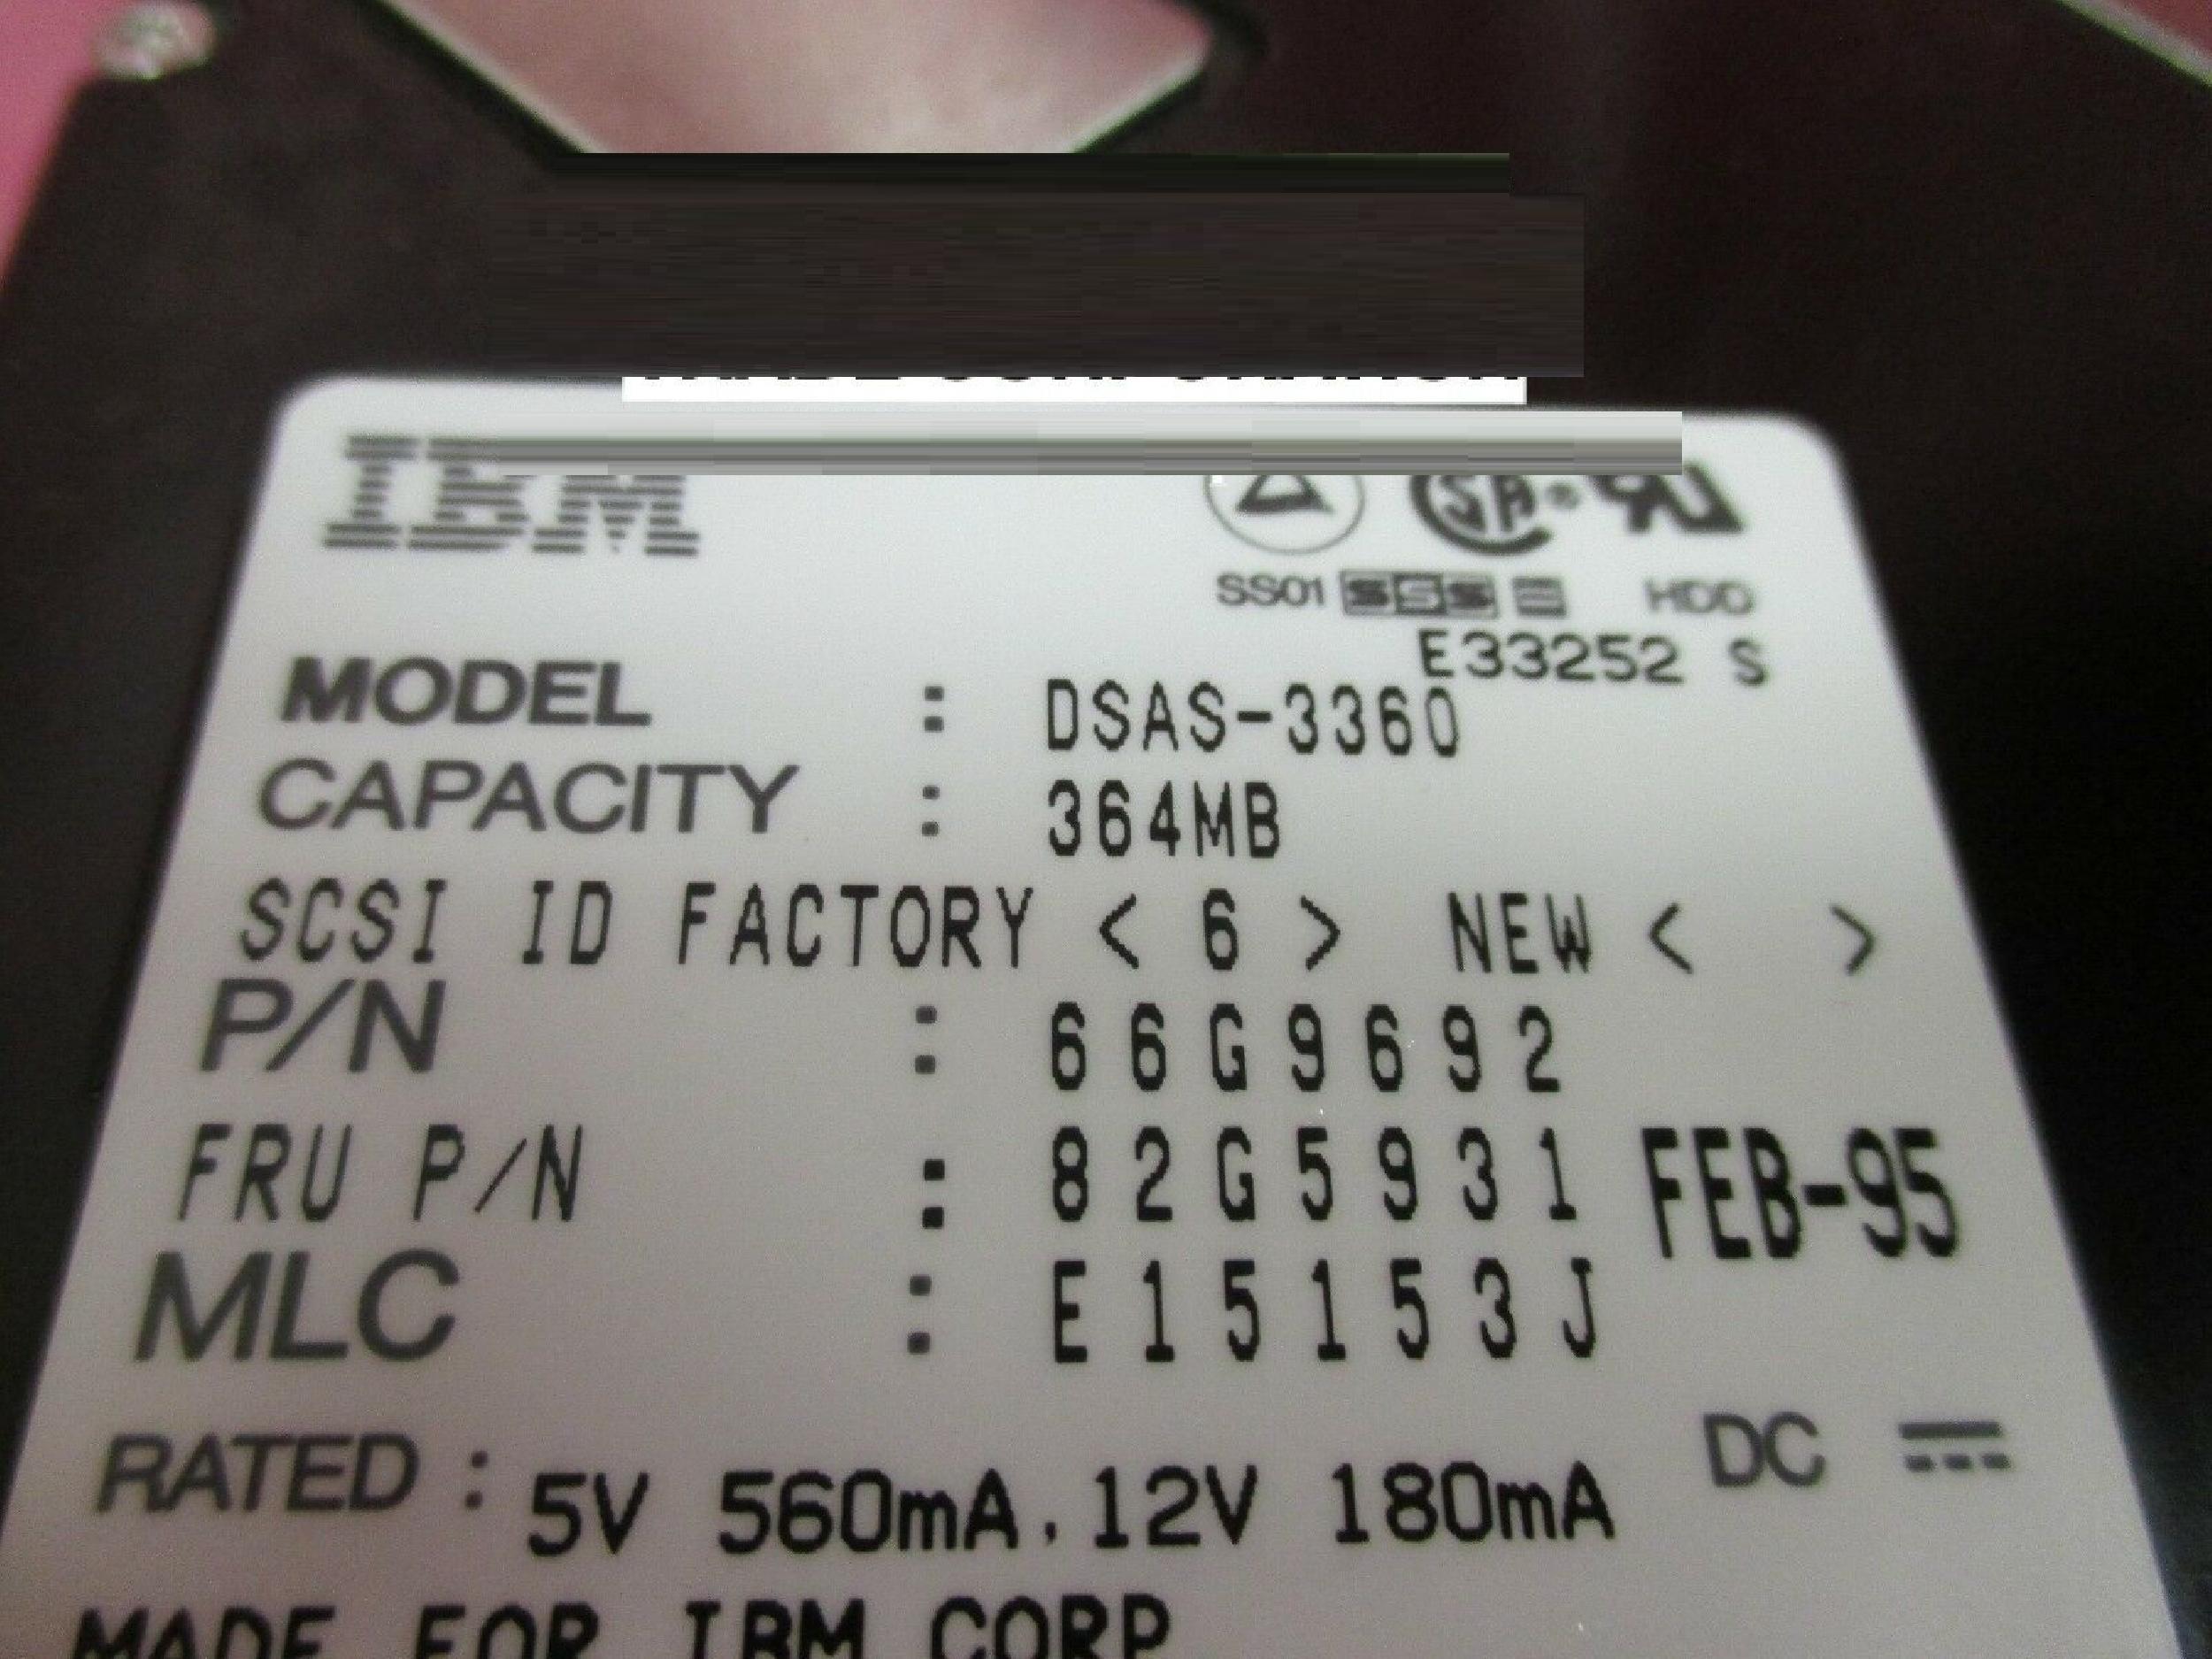 IBM
SS01 HDD
E33252 S
MODEL : DSAS-3360
CAPACITY : 364MB
SCSI ID FACTORY < 6 > NEW < >
P/N : 66G9692
FRU P/N : 82G5931 FEB-95
MLC : E15153J
RATED : 5V 560mA, 12V 180mA DC
MADE FOR IBM CORP